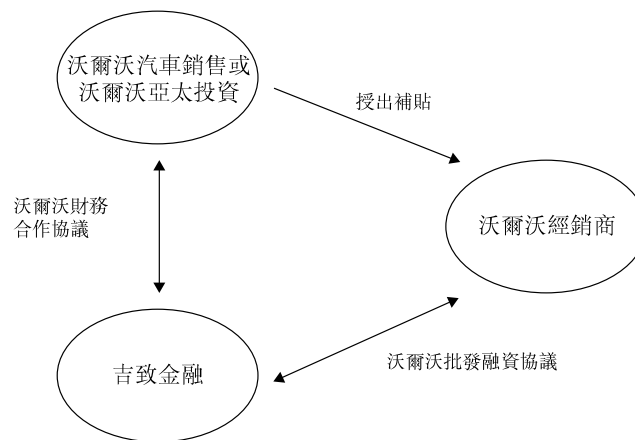 沃爾沃汽車銷售或
沃爾沃亞太投資
授出補貼
沃爾沃財務
合作協議
沃爾沃經銷商
吉致金融
沃爾沃批發融資協議